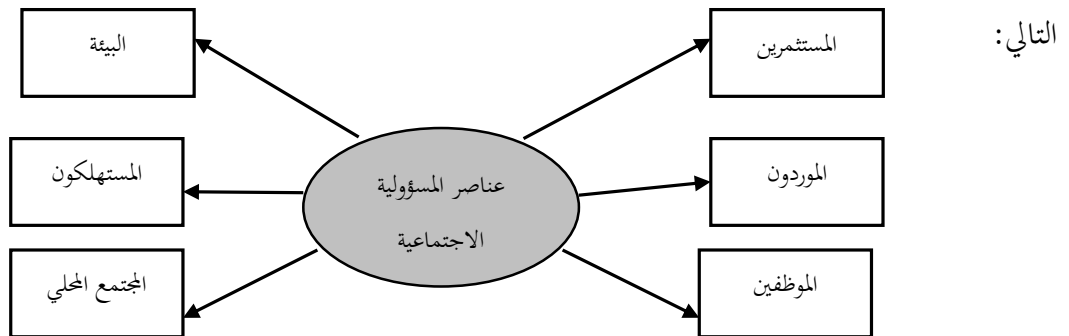 التالي:
المستثمرين
البيئة
الموردون
المستهلكون
عناصر المسؤولية
الاجتماعية
الموظفين
المجتمع المحلي